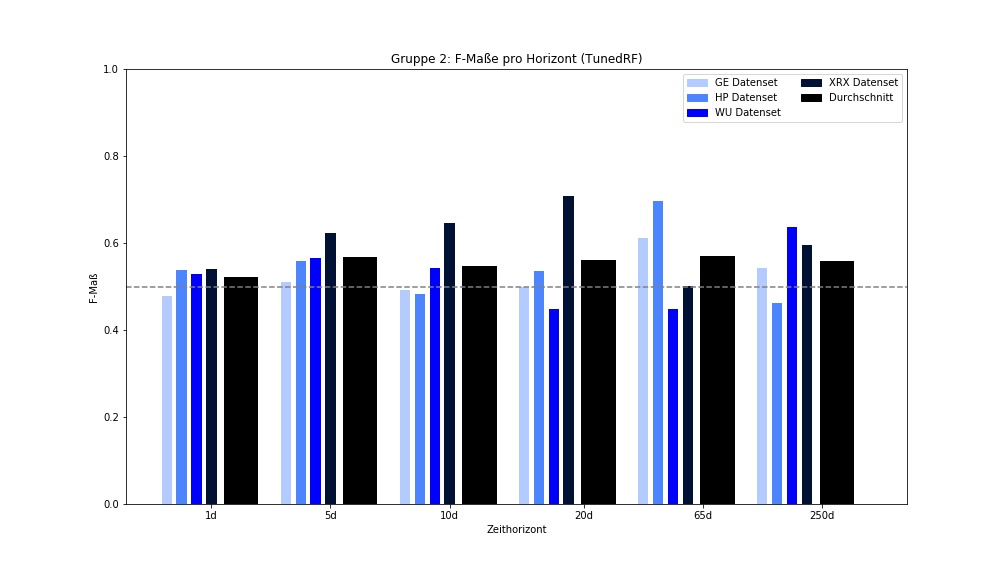 Gruppe 2: F-Maße pro Horizont (TunedRF)
1.0
0.8
0.6
0.4
0.2
0.0
F-Maß
GE Datenset
HP Datenset
WU Datenset
XRX Datenset
Durchschnitt
1d 5d 10d 20d 65d 250d
Zeithorizont